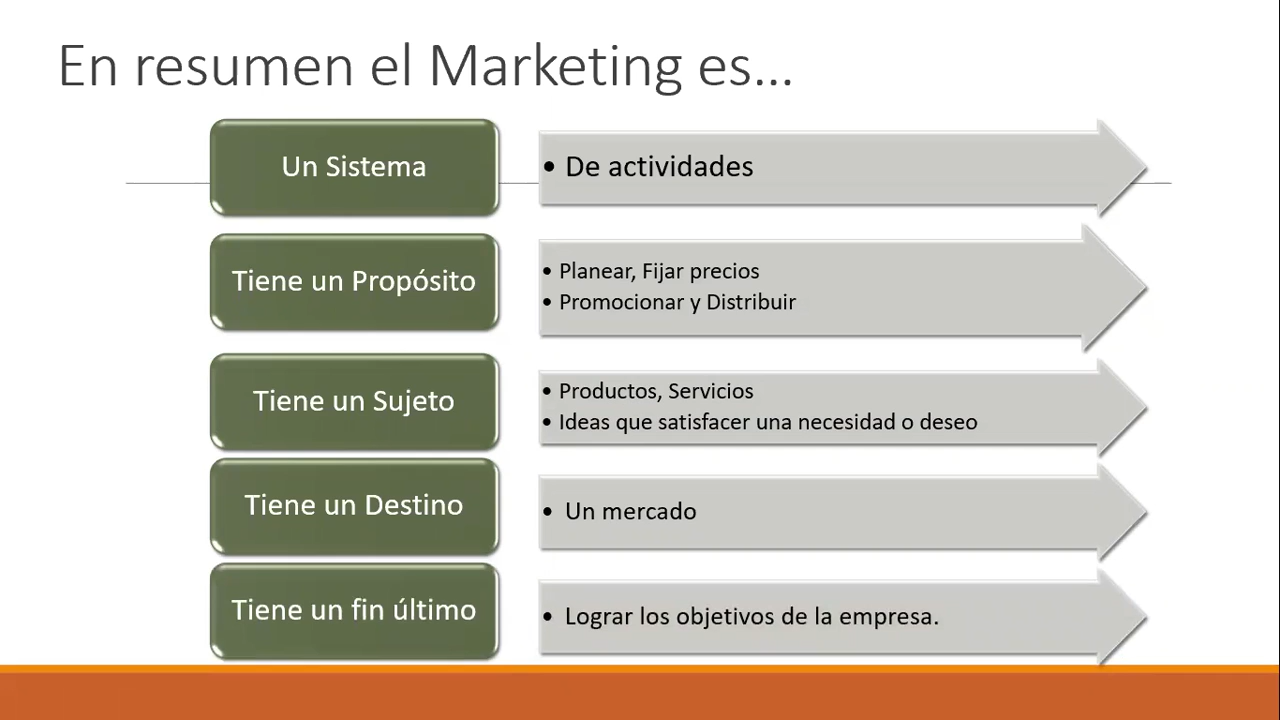 En resumen el Marketing es...
Un Sistema
• De actividades
Tiene un Propósito
• Planear, Fijar precios
• Promocionar y Distribuir
Tiene un Sujeto
• Productos, Servicios
• Ideas que satisfacer una necesidad o deseo
Tiene un Destino
• Un mercado
Tiene un fin último
• Lograr los objetivos de la empresa.